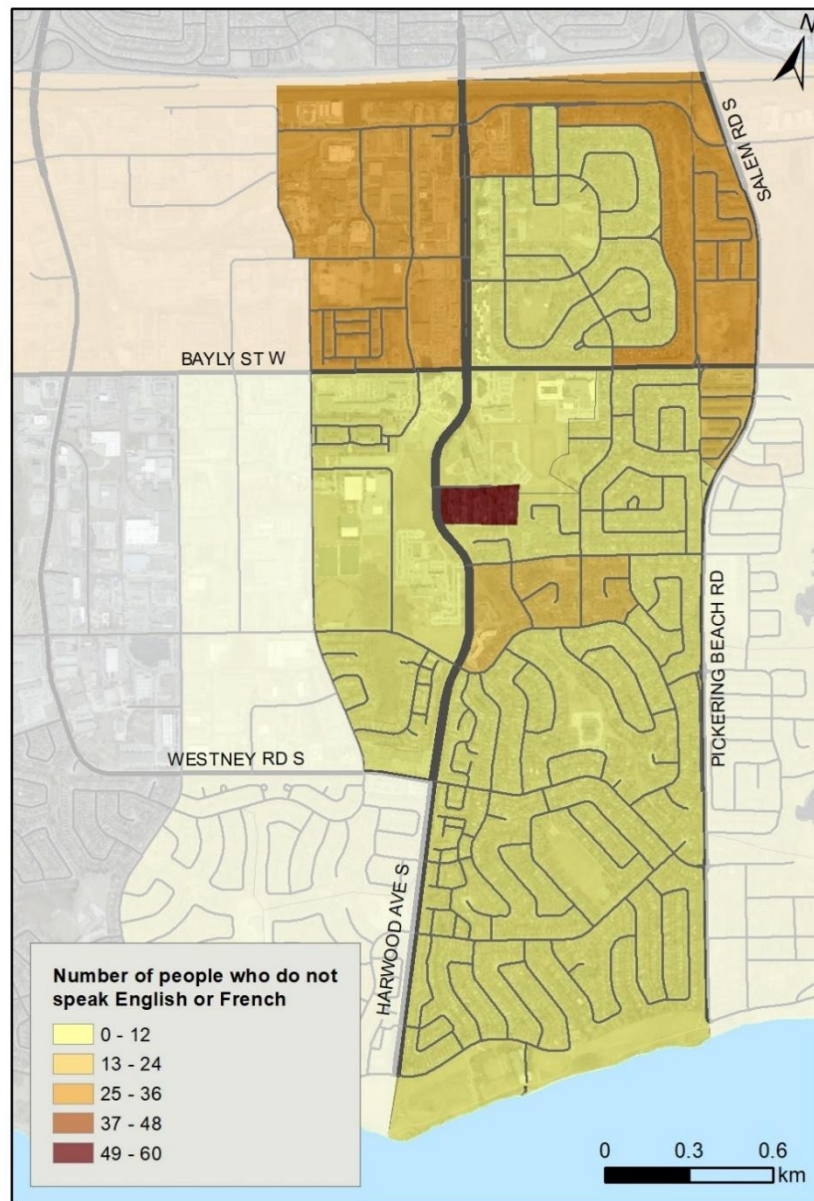 N
SALEM RD S
BAYLY ST W
PICKERING BEACH RD
WESTNEY RD S
HARWOOD AVE S
Number of people who do not
speak English or French
0 - 12
13 - 24
25 - 36
37 - 48
49 - 60
0 0.3 0.6
km